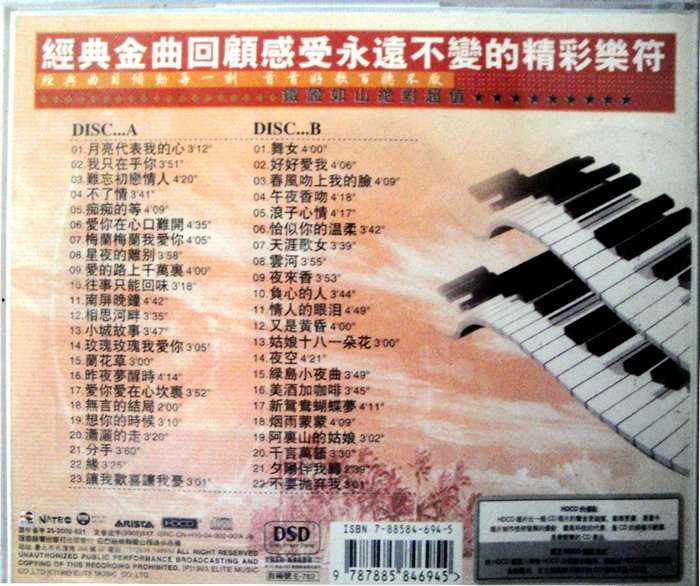 經典金曲回顧感受永遠不變的精彩樂符
經典曲目傾動每一刻 首首好歌百聽不厭
鐵證如山絕對超值
DISC...A
01.月亮代表我的心 3'12"
02.我只在乎你 3'51"
03.難忘初戀情人 4'20"
04.不了情 3'41"
05.痴痴的等 4'09"
06.愛你在心口難開 4'35"
07.梅蘭梅蘭我愛你 4'05"
08.星夜的離別 3'58"
09.愛的路上千萬裏 4'00"
10.往事只能回味 3'18"
11.南屏晚鐘 4'42"
12.相思河畔 3'35"
13.小城故事 3'47"
14.玫瑰玫瑰我愛你 3'05"
15.蘭花草 3'00"
16.昨夜夢醒時 4'14"
17.愛你愛在心坎裏 3'52"
18.無言的結局 2'00"
19.想你的時候 3'10"
20.瀟灑的走 3'20"
21.分手 3'60"
22.緣 3'25"
23.讓我歡喜讓我憂 3'01"
DISC...B
01.舞女 4'00"
02.好好愛我 4'06"
03.春風吻上我的臉 4'09"
04.午夜香吻 4'18"
05.浪子心情 4'17"
06.恰似你的溫柔 3'42"
07.天涯歌女 3'39"
08.雲河 3'55"
09.夜來香 3'53"
10.負心的人 3'44"
11.情人的眼淚 4'49"
12.又是黃昏 4'00"
13.姑娘十八一朵花 3'00"
14.夜空 4'21"
15.綠島小夜曲 3'49"
16.美酒加咖啡 3'45"
17.新鴛鴦蝴蝶夢 4'11"
18.烟雨蒙蒙 4'09"
19.阿裏山的姑娘 3'02"
20.千言萬語 3'30"
21.夕陽伴我歸 2'39"
22.不要拋弃我 3'01"
ARISTA
HDCD
ALL RIGHTS RESERVED
UNAUTHORIZED PUBLIC PERFORMANCE BROADCASTING AND
COPYING OF THIS RECORDING PROHIBITED.
DSD
ISBN 7-88584-694-5
9 787885 846945
HDCD 的優點